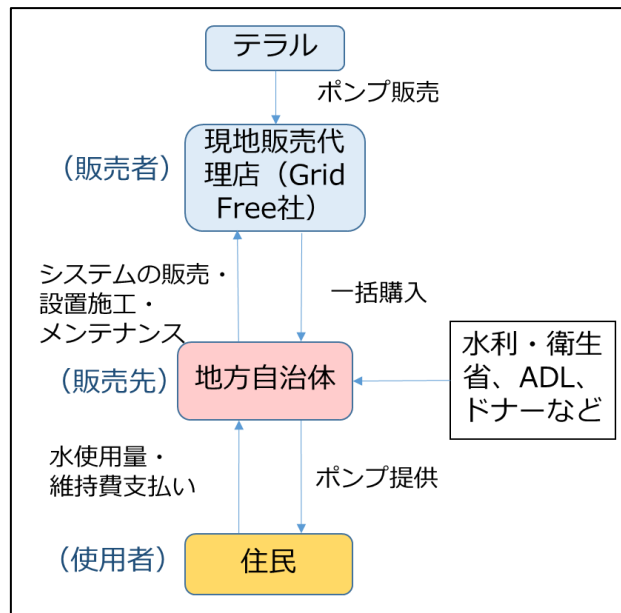 テラル
ポンプ販売
（販売者）
現地販売代
理店（Grid
Free社）
システムの販売・
設置施工・
メンテナンス
一括購入
（販売先）
地方自治体
水利・衛生
省、ADL、
ドナーなど
水使用量・
維持費支払い
ポンプ提供
（使用者）
住民